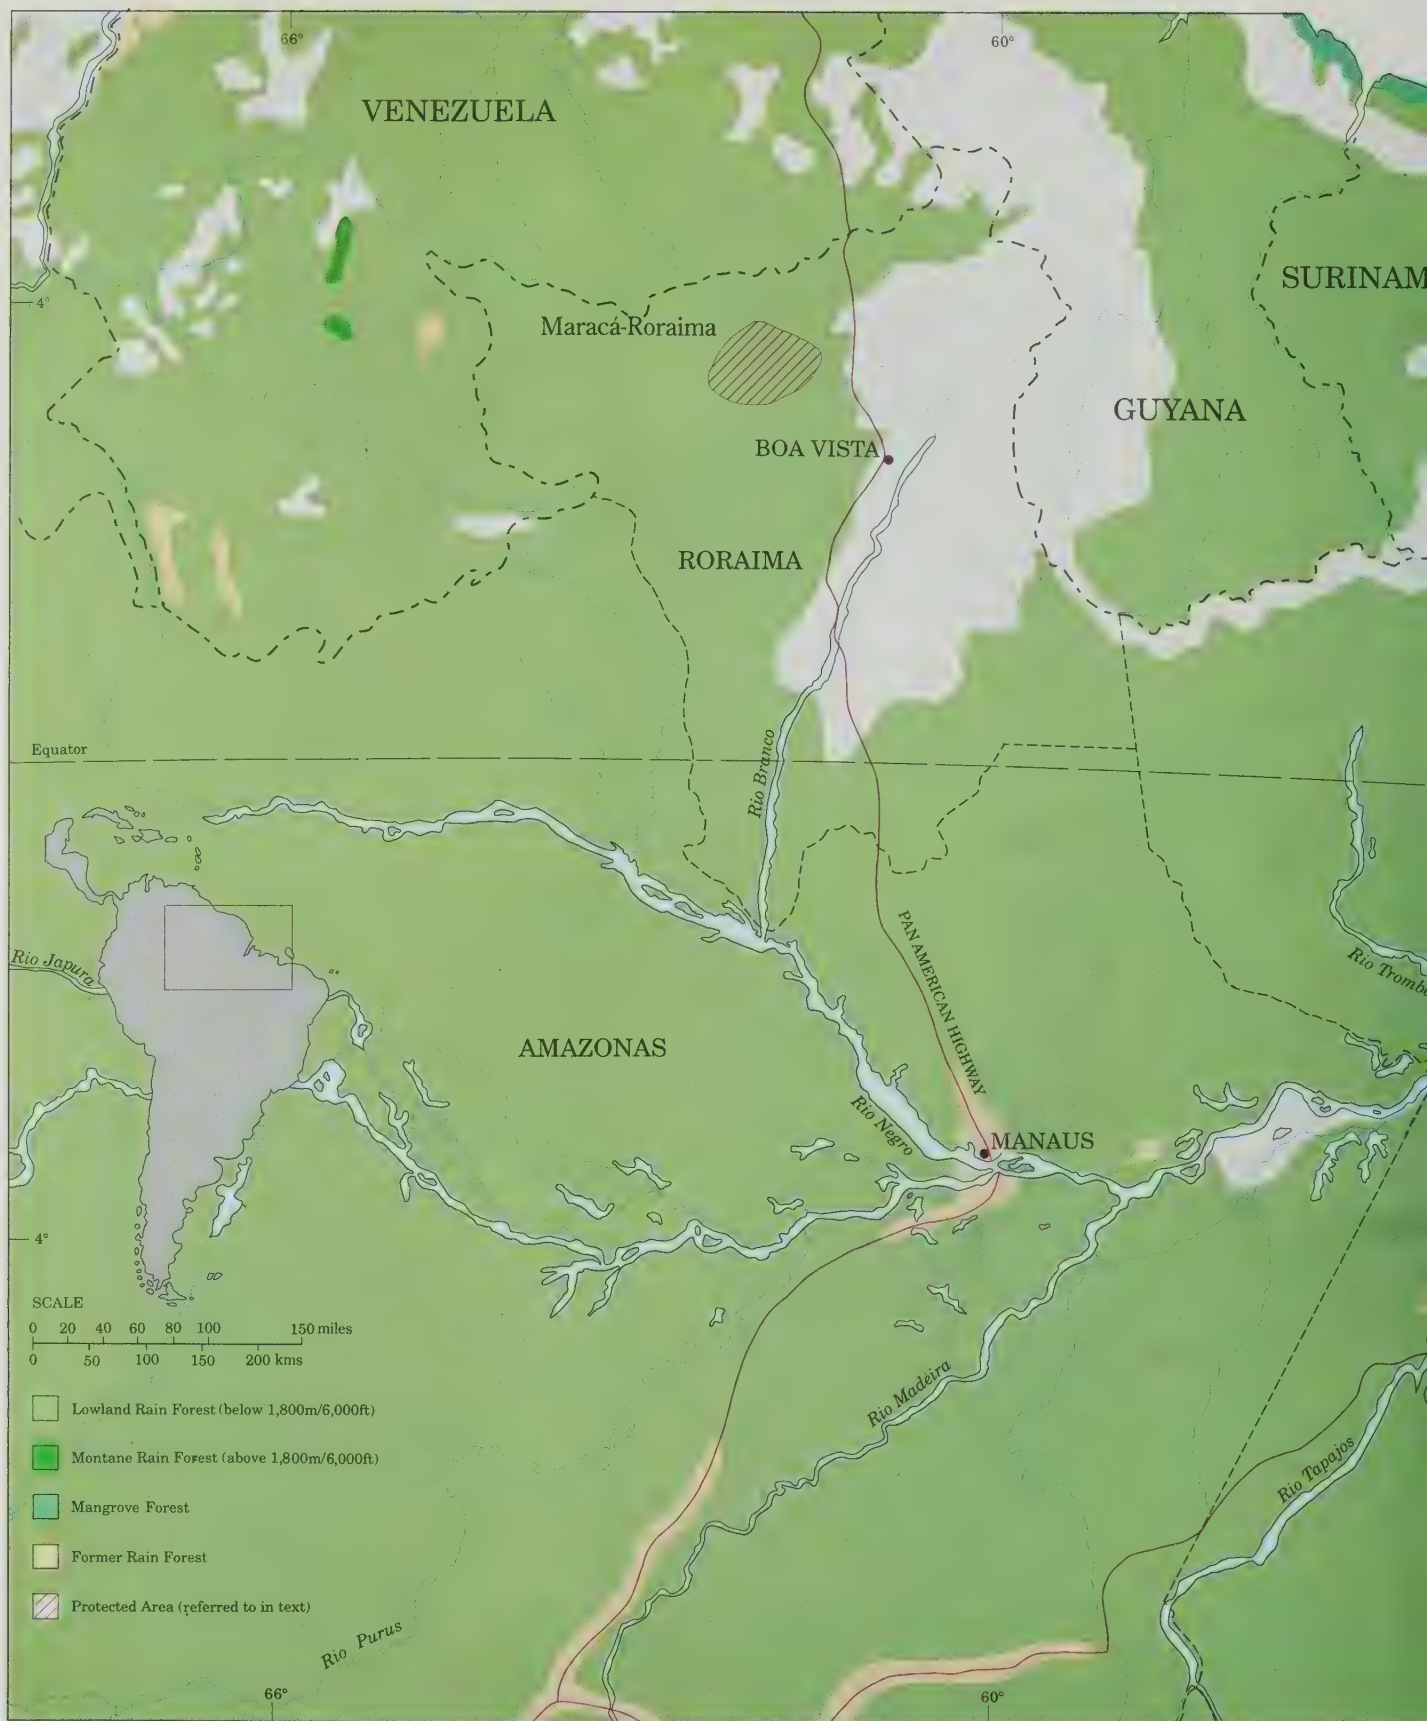 66°
60°
VENEZUELA
4°
SURINAM
Maracá-Roraima
GUYANA
BOA VISTA
RORAIMA
Equator
Rio Branco
PAN AMERICAN HIGHWAY
Rio Japura
Rio Trombe
AMAZONAS
Rio Negro
MANAUS
4°
SCALE
0 20 40 60 80 100 150 miles
0 50 100 150 200 kms
Rio Madeira
Rio Tapajos
Lowland Rain Forest (below 1,800m/6,000ft)
Montane Rain Forest (above 1,800m/6,000ft)
Mangrove Forest
Former Rain Forest
Protected Area (referred to in text)
Rio Purus
66°
60°